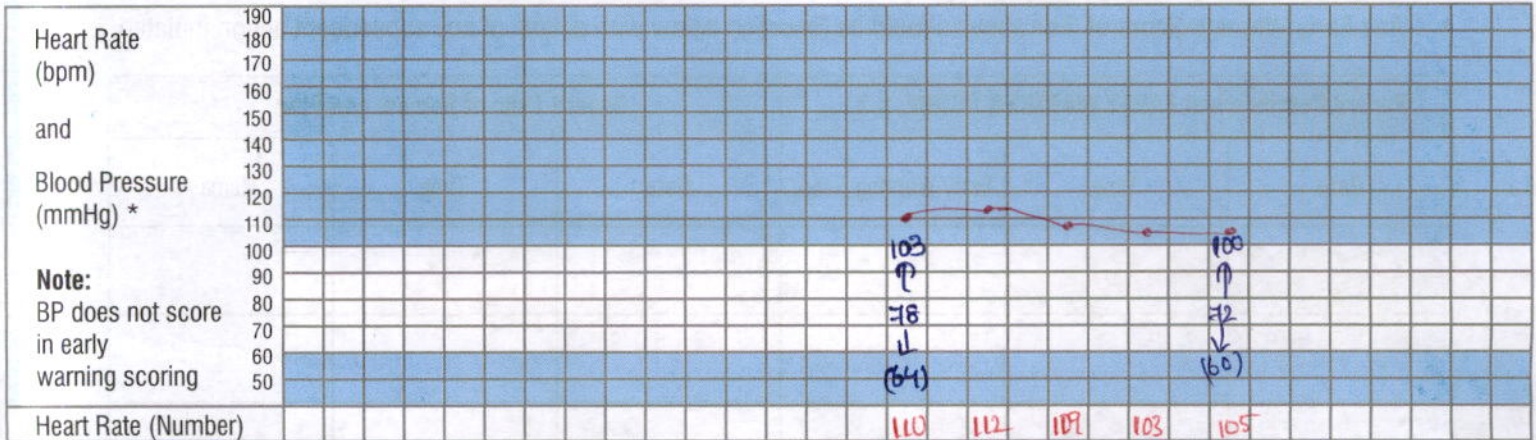 190
Heart Rate 180
(bpm) 170
160
and 150
140
Blood Pressure 130
(mmHg) * 120
110
100
103 100
Note: 90
BP does not score 80
78 72
in early 70
warning scoring 60
50
(64) (60)
Heart Rate (Number) 110 112 109 103 105